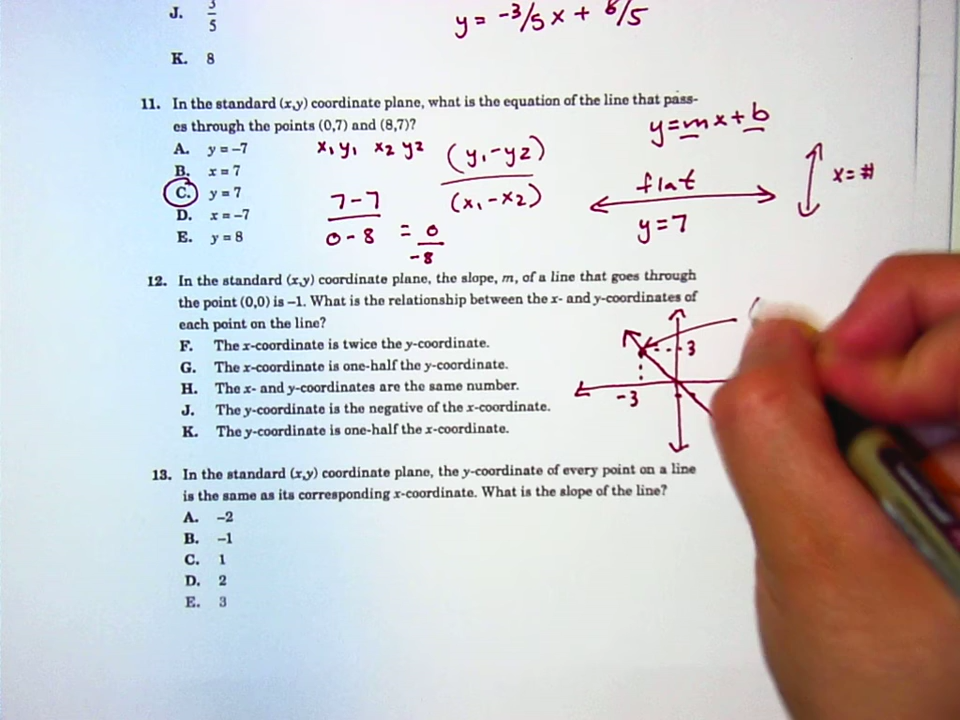 J. 3/5
y = -3/5 x + 8/5
K. 8
11. In the standard (x,y) coordinate plane, what is the equation of the line that pass-
es through the points (0,7) and (8,7)?
y=mx+b
A. y = –7
x1 y1 x2 y2
(y1-y2)
(x1-x2)
B. x = 7
C. y = 7
D. x = –7
E. y = 8
7-7
0-8
= 0
-8
flat
y=7
x=#
12. In the standard (x,y) coordinate plane, the slope, m, of a line that goes through
the point (0,0) is –1. What is the relationship between the x- and y-coordinates of
each point on the line?
F. The x-coordinate is twice the y-coordinate.
G. The x-coordinate is one-half the y-coordinate.
H. The x- and y-coordinates are the same number.
J. The y-coordinate is the negative of the x-coordinate.
K. The y-coordinate is one-half the x-coordinate.
3
-3
(
13. In the standard (x,y) coordinate plane, the y-coordinate of every point on a line
is the same as its corresponding x-coordinate. What is the slope of the line?
A. –2
B. –1
C. 1
D. 2
E. 3